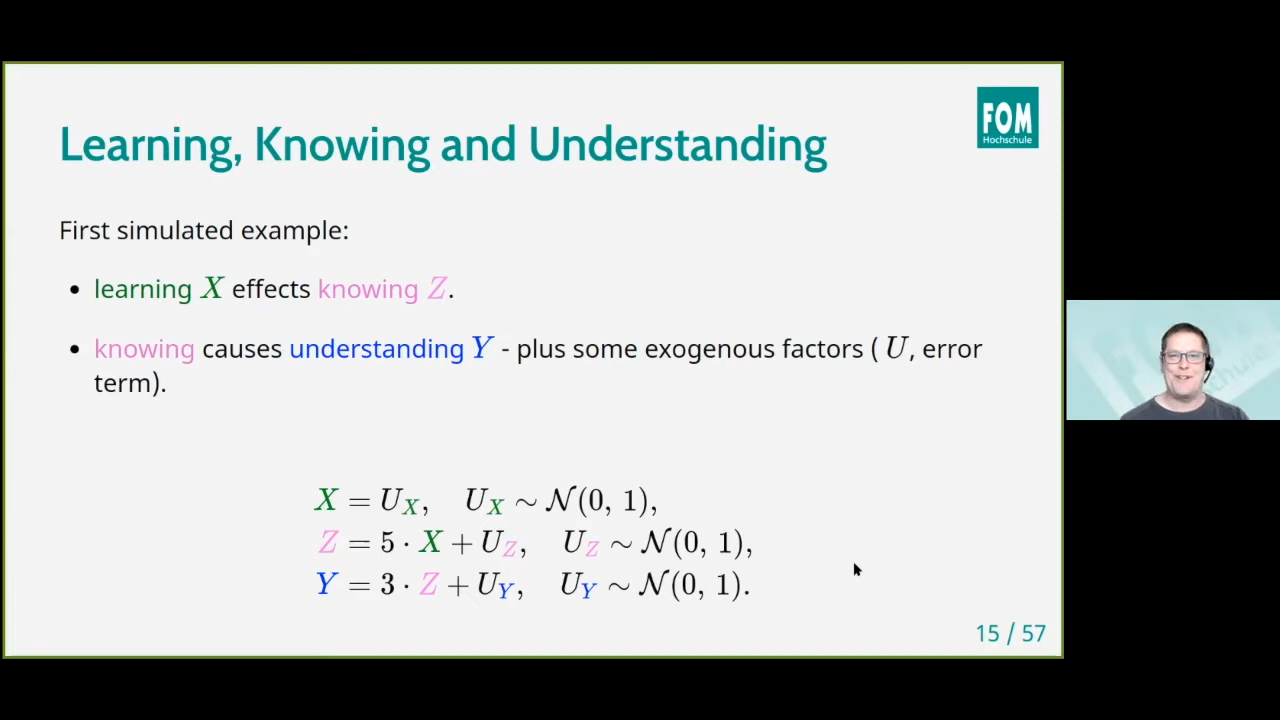 FOM
Hochschule
Learning, Knowing and Understanding
First simulated example:
• learning X effects knowing Z.
• knowing causes understanding Y - plus some exogenous factors ( U, error
term).
X = U_X, U_X ∼ N(0, 1),
Z = 5 · X + U_Z, U_Z ∼ N(0, 1),
Y = 3 · Z + U_Y, U_Y ∼ N(0, 1).
15 / 57